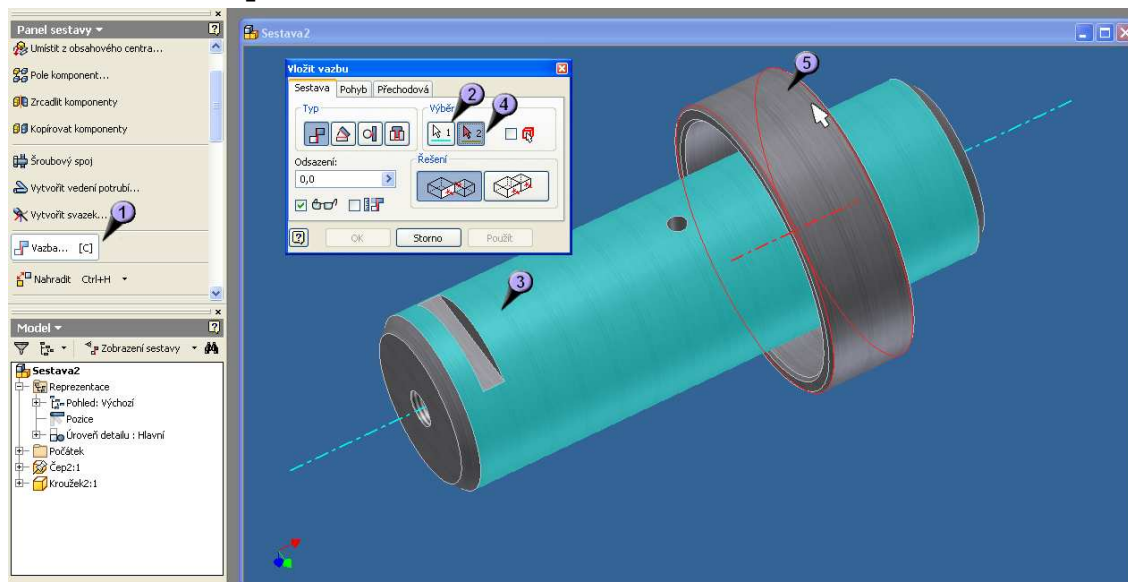 Panel sestavy
Umístit z obsahového centra...
Pole komponent...
Zrcadlit komponenty
Kopírovat komponenty
Šroubový spoj
Vytvořit vedení potrubí...
Vytvořit svazek...
1
Vazba... [C]
Nahradit Ctrl+H
Model
Zobrazení sestavy
Sestava2
Reprezentace
Pohled: Výchozí
Pozice
Úroveň detailu : Hlavní
Počátek
Čep2:1
Kroužek2:1
Sestava2
Vložit vazbu
Sestava Pohyb Přechodová
2
4
Typ
Výběr
1 2
Odsazení:
Řešení
0,0
OK Storno Použít
3
5